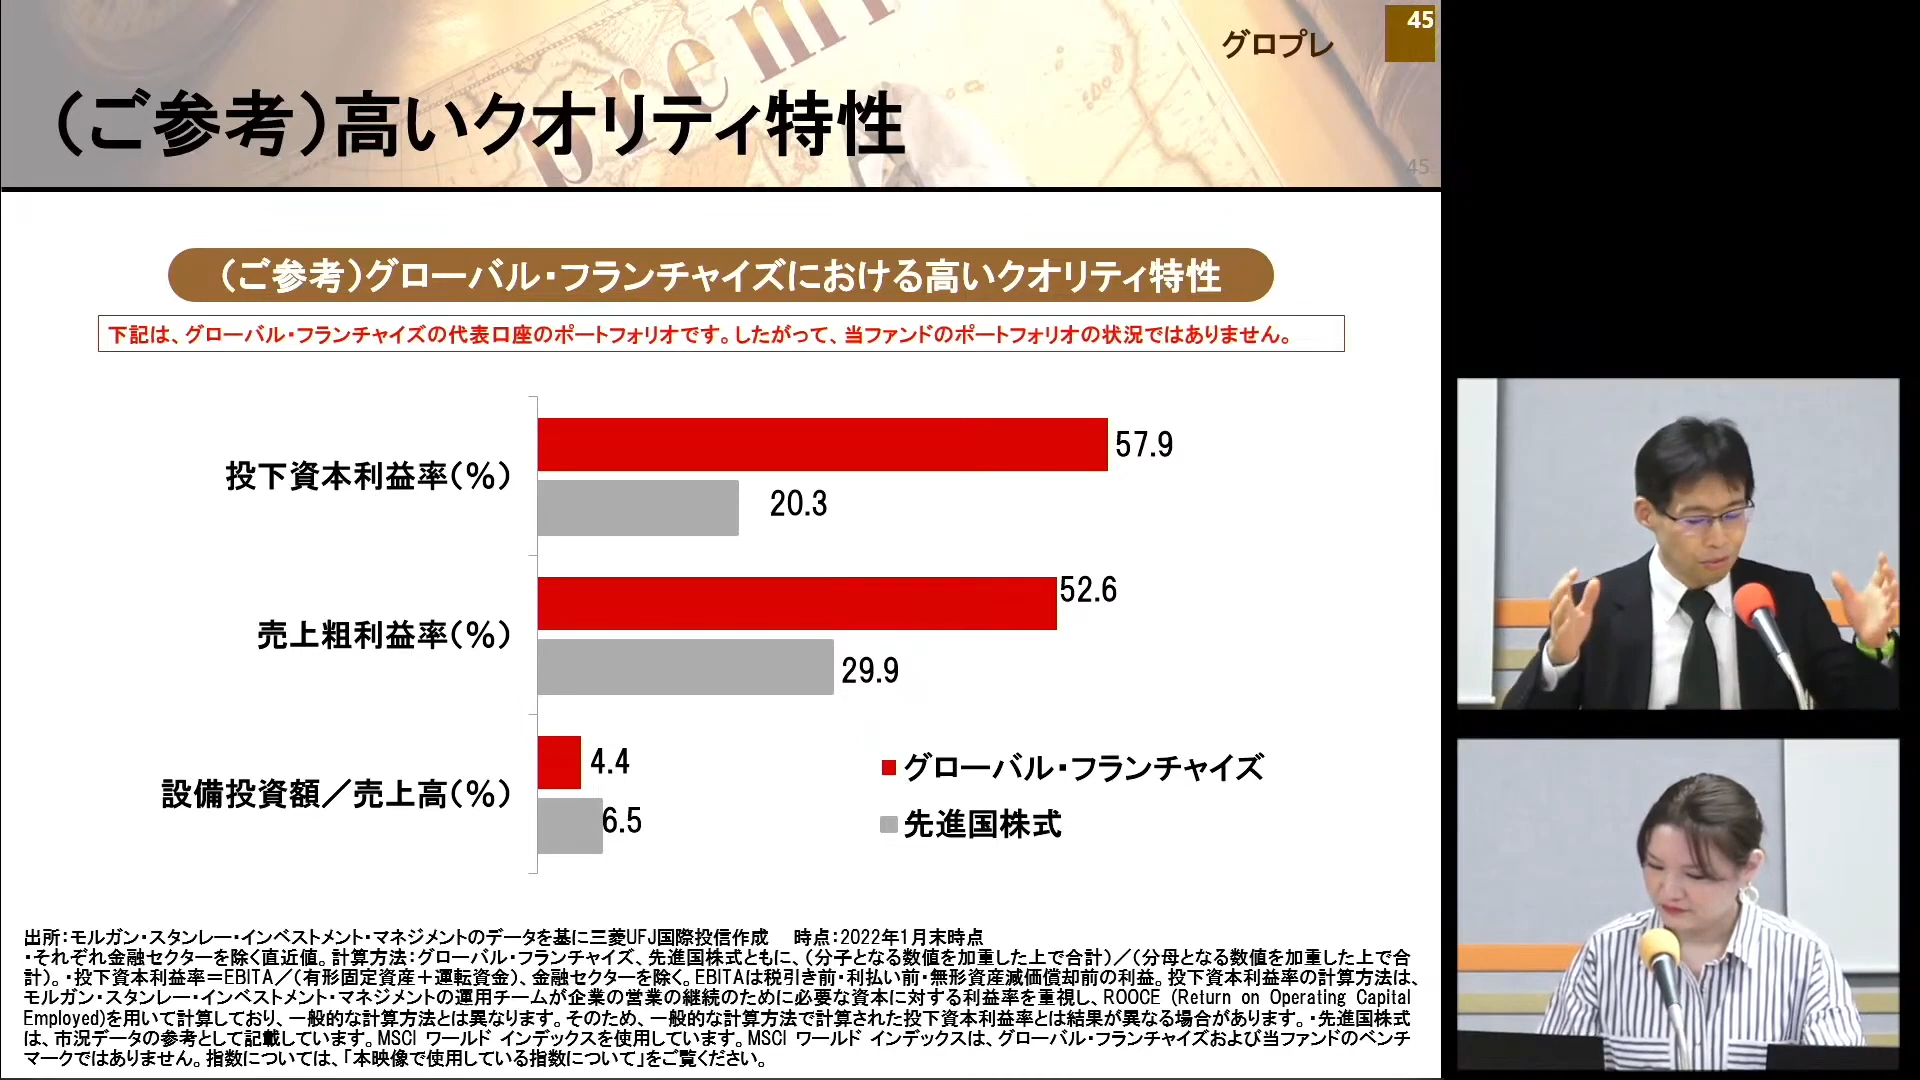 グロプレ
45
premi
(ご参考)高いクオリティ特性
45
(ご参考)グローバル・フランチャイズにおける高いクオリティ特性
下記は、グローバル・フランチャイズの代表口座のポートフォリオです。したがって、当ファンドのポートフォリオの状況ではありません。
投下資本利益率(%)
57.9
20.3
売上粗利益率(%)
52.6
29.9
設備投資額/売上高(%)
4.4
6.5
グローバル・フランチャイズ
先進国株式
出所:モルガン・スタンレー・インベストメント・マネジメントのデータを基に三菱UFJ国際投信作成 時点:2022年1月末時点
・それぞれ金融セクターを除く直近値。計算方法:グローバル・フランチャイズ、先進国株式ともに、(分子となる数値を加重した上で合計)/(分母となる数値を加重した上で合
計)。・投下資本利益率=EBITA/(有形固定資産+運転資金)、金融セクターを除く。EBITAは税引き前・利払い前・無形資産減価償却前の利益。投下資本利益率の計算方法は、
モルガン・スタンレー・インベストメント・マネジメントの運用チームが企業の営業の継続のために必要な資本に対する利益率を重視し、ROOCE (Return on Operating Capital
Employed)を用いて計算しており、一般的な計算方法とは異なります。そのため、一般的な計算方法で計算された投下資本利益率とは結果が異なる場合があります。・先進国株式
は、市況データの参考として記載しています。MSCI ワールド インデックスを使用しています。MSCI ワールド インデックスは、グローバル・フランチャイズおよび当ファンドのベンチ
マークではありません。指数については、「本映像で使用している指数について」をご覧ください。